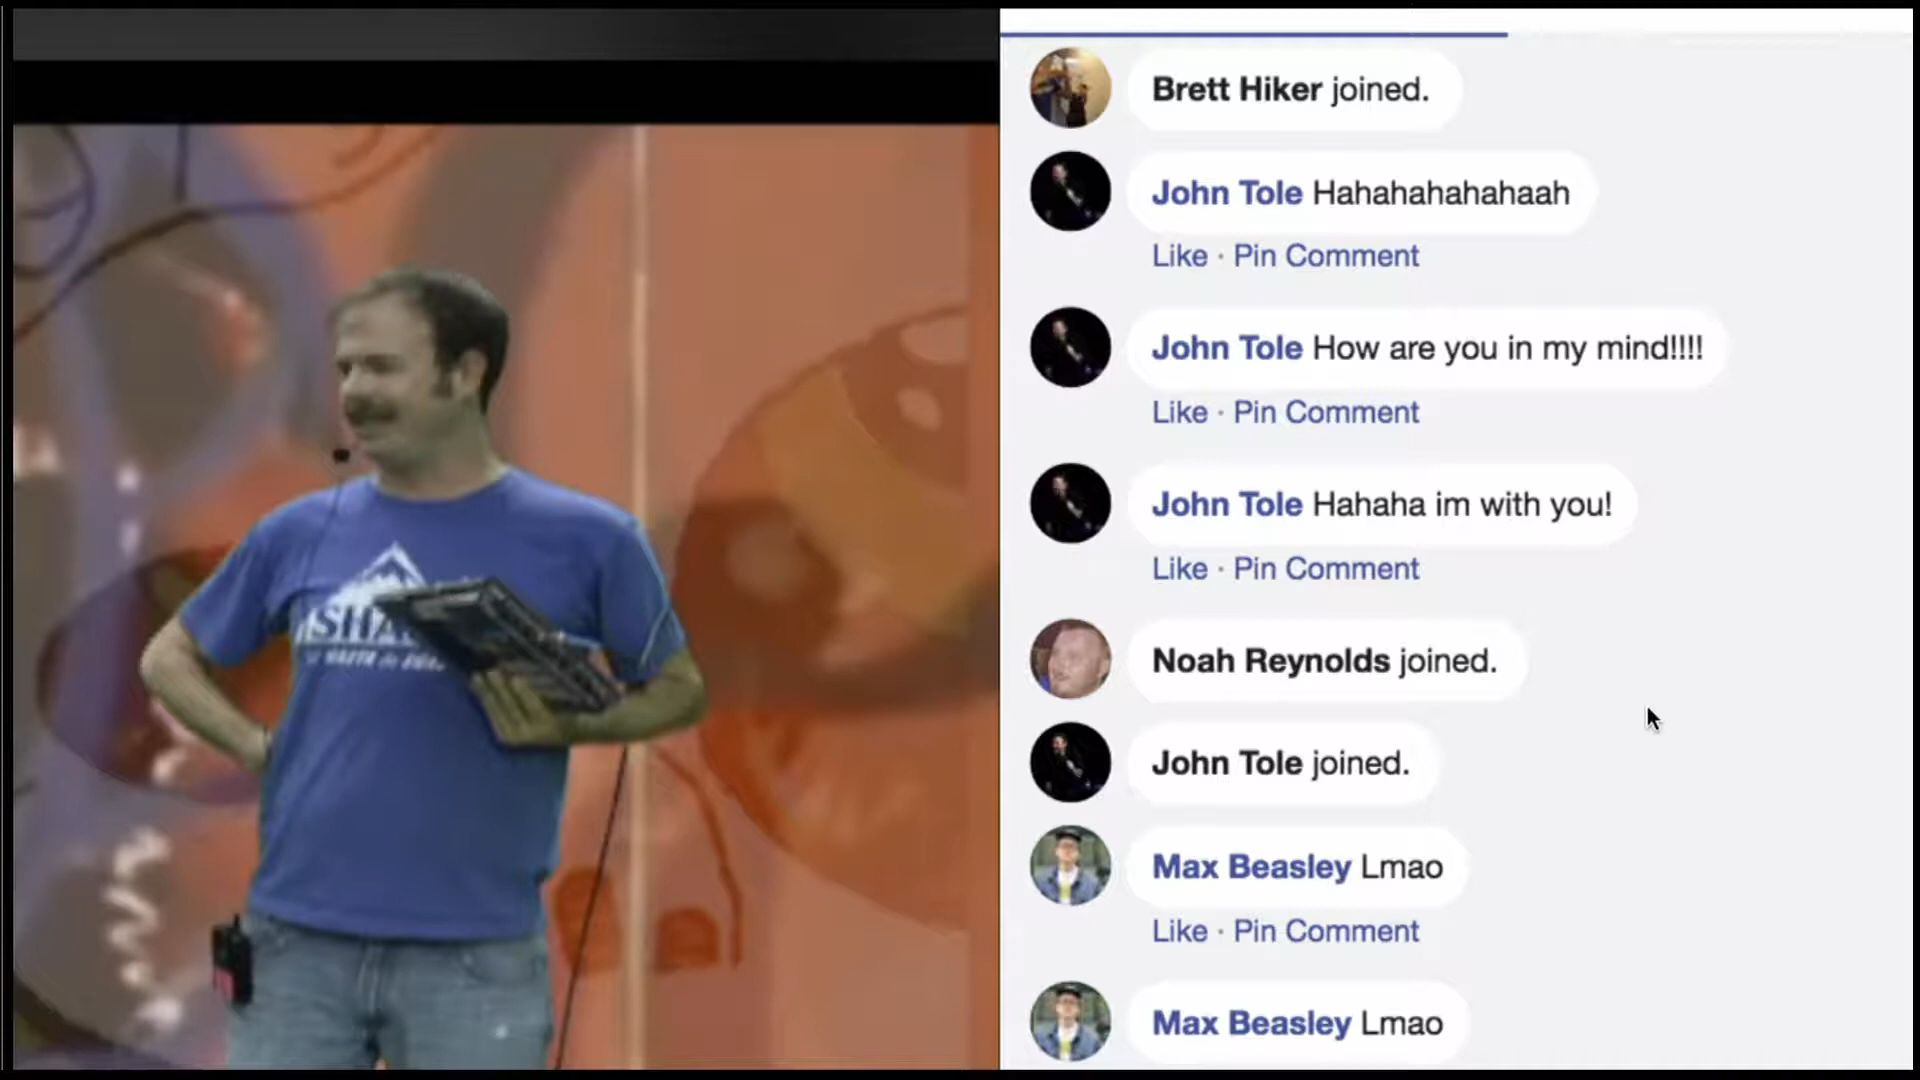 Brett Hiker joined.
John Tole Hahahahahahaah
Like · Pin Comment
John Tole How are you in my mind!!!!
Like · Pin Comment
John Tole Hahaha im with you!
Like · Pin Comment
Noah Reynolds joined.
John Tole joined.
Max Beasley Lmao
Like · Pin Comment
Max Beasley Lmao